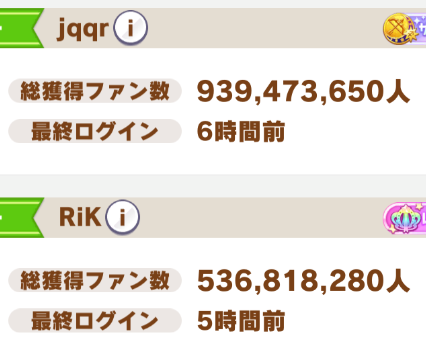 jqqr i
総獲得ファン数 939,473,650人
最終ログイン 6時間前
RiK i
総獲得ファン数 536,818,280人
最終ログイン 5時間前